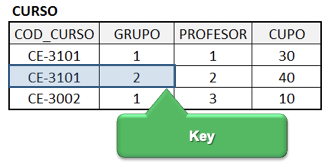 CURSO
COD_CURSO GRUPO PROFESOR CUPO
CE-3101 1 1 30
CE-3101 2 2 40
CE-3002 1 3 10
Key